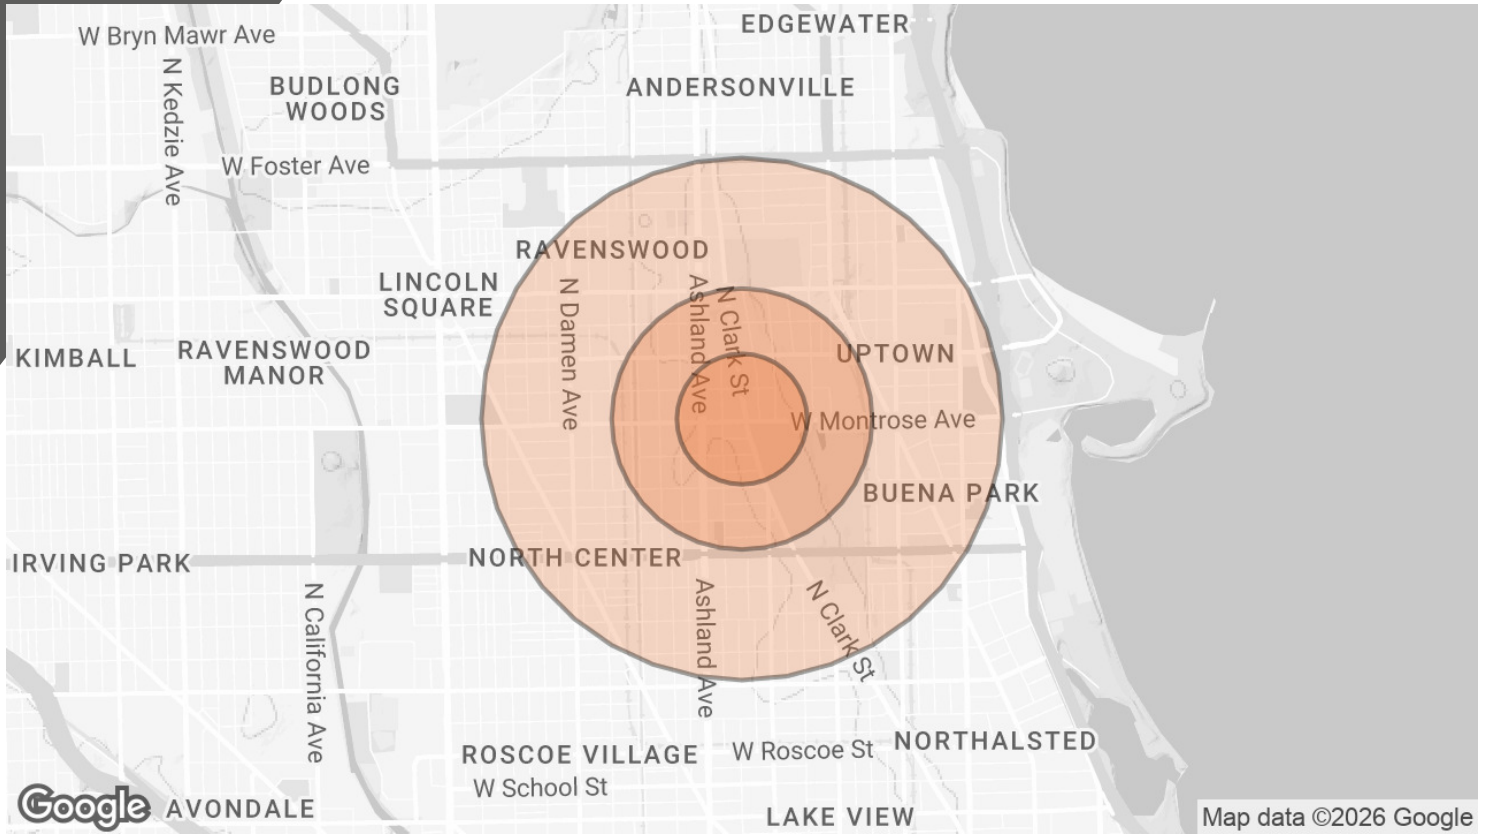 EDGEWATER
W Bryn Mawr Ave
N Kedzie Ave
BUDLONG
WOODS
ANDERSONVILLE
W Foster Ave
RAVENSWOOD
LINCOLN
SQUARE
N Damen Ave
Ashland Ave
N Clark St
KIMBALL
RAVENSWOOD
MANOR
UPTOWN
W Montrose Ave
BUENA PARK
IRVING PARK
NORTH CENTER
N California Ave
Ashland Ave
N Clark St
ROSCOE VILLAGE
W Roscoe St
NORTHALSTED
W School St
Google
AVONDALE
LAKE VIEW
Map data ©2026 Google